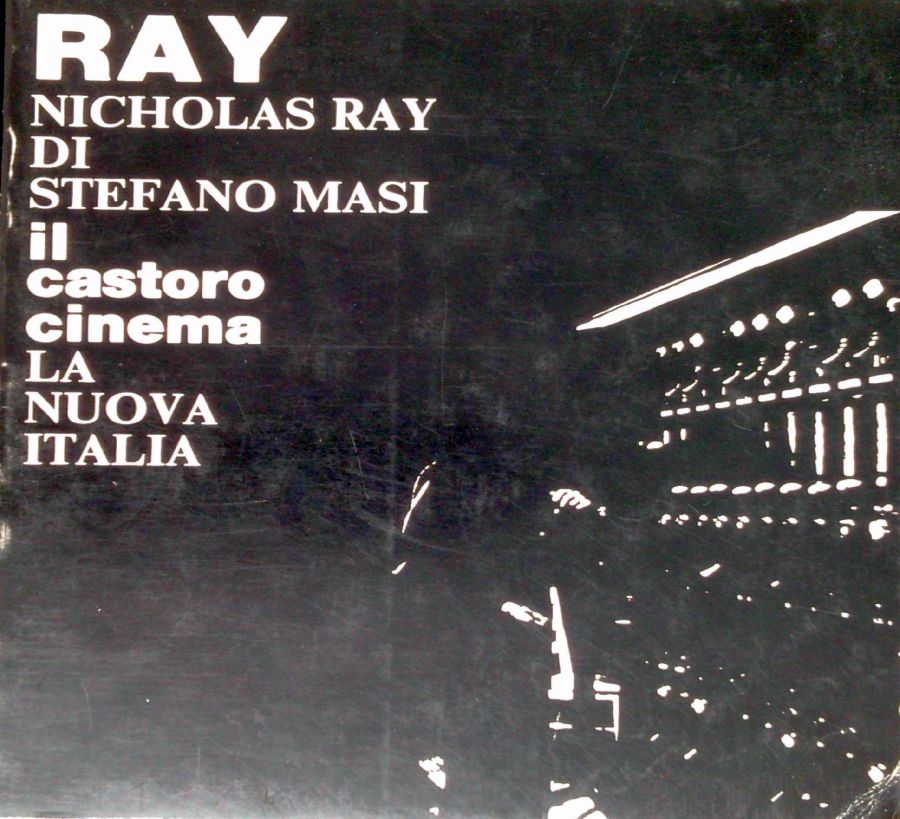 RAY
NICHOLAS RAY
DI
STEFANO MASI
il
castoro
cinema
LA
NUOVA
ITALIA